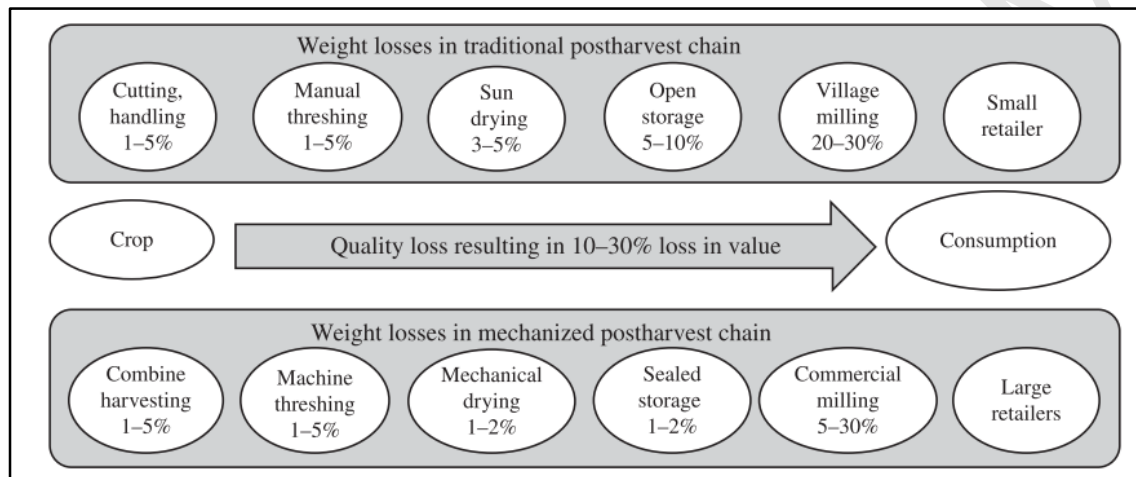 Weight losses in traditional postharvest chain
Cutting,
handling
1–5%
Manual
threshing
1–5%
Sun
drying
3–5%
Open
storage
5–10%
Village
milling
20–30%
Small
retailer
Crop
Quality loss resulting in 10–30% loss in value
Consumption
Weight losses in mechanized postharvest chain
Combine
harvesting
1–5%
Machine
threshing
1–5%
Mechanical
drying
1–2%
Sealed
storage
1–2%
Commercial
milling
5–30%
Large
retailers